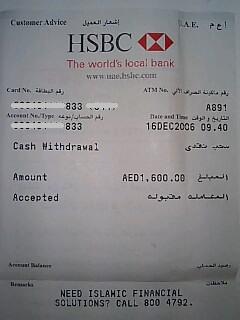 Customer Advice إشعار العميل U.A.E. إ ع م
HSBC
The world's local bank
www.uae.hsbc.com
Card No. رقم البطاقة ATM No. رقم ماكينة الصراف الآلي
833 A891
Account No./Type رقم الحساب/نوعه Date and Time التاريخ والوقت
833 16DEC2006 09.40
Cash Withdrawal سحب نقدي
Amount AED1,600.00 المبلغ
Accepted المعامله مقبوله
Account Balance رصيد الحساب
Remarks ملاحظات
NEED ISLAMIC FINANCIAL
SOLUTIONS? CALL 800 4792.